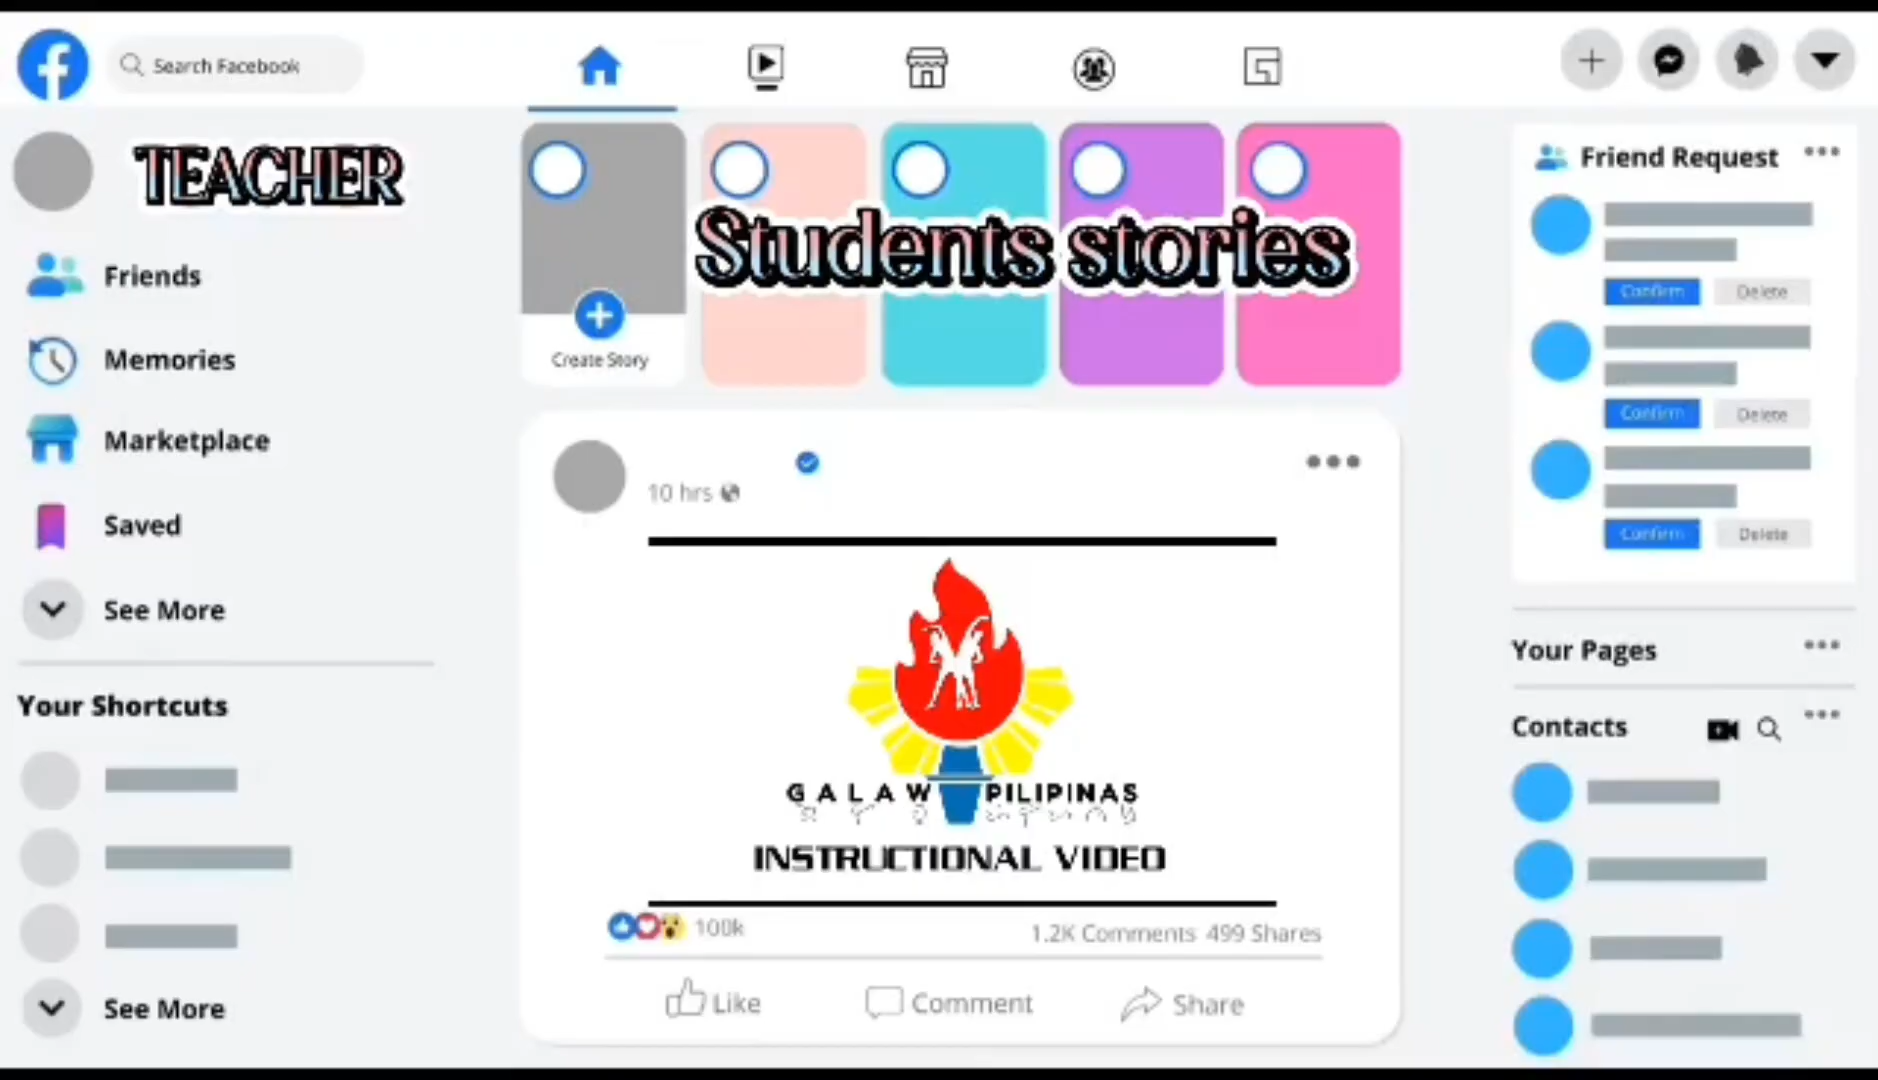 Search Facebook
TEACHER
Friends
Memories
Marketplace
Saved
See More
Your Shortcuts
See More
Students stories
Create Story
10 hrs
GALAW PILIPINAS
INSTRUCTIONAL VIDEO
100k
1.2K Comments 499 Shares
Like
Comment
Share
Friend Request
Confirm Delete
Confirm Delete
Confirm Delete
Your Pages
Contacts